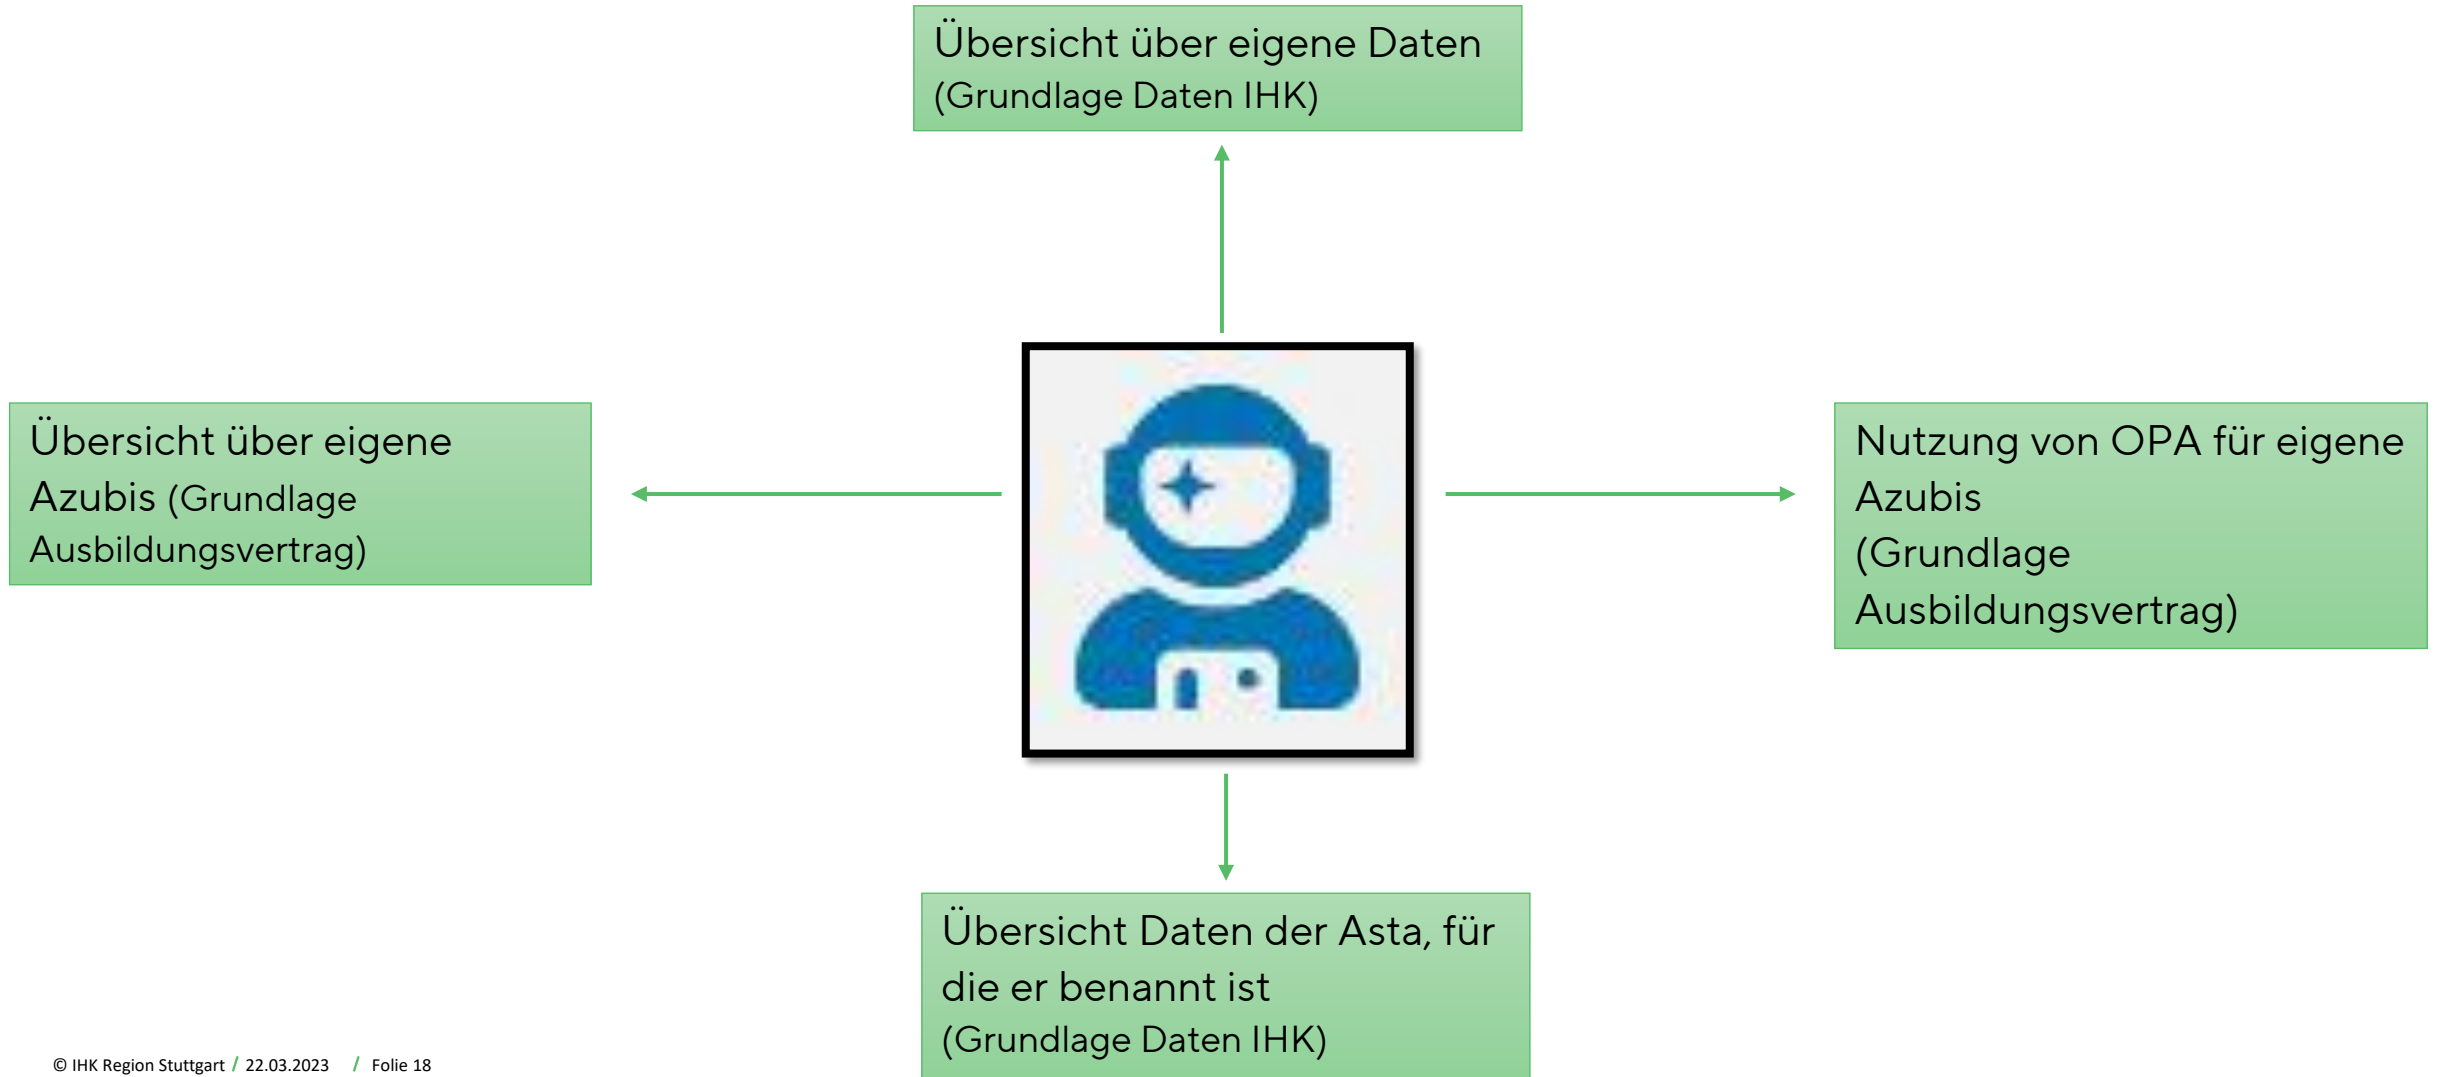 Übersicht über eigene Daten
(Grundlage Daten IHK)
Übersicht über eigene
Azubis (Grundlage
Ausbildungsvertrag)
Nutzung von OPA für eigene
Azubis
(Grundlage
Ausbildungsvertrag)
Übersicht Daten der Asta, für
die er benannt ist
(Grundlage Daten IHK)
© IHK Region Stuttgart / 22.03.2023 / Folie 18